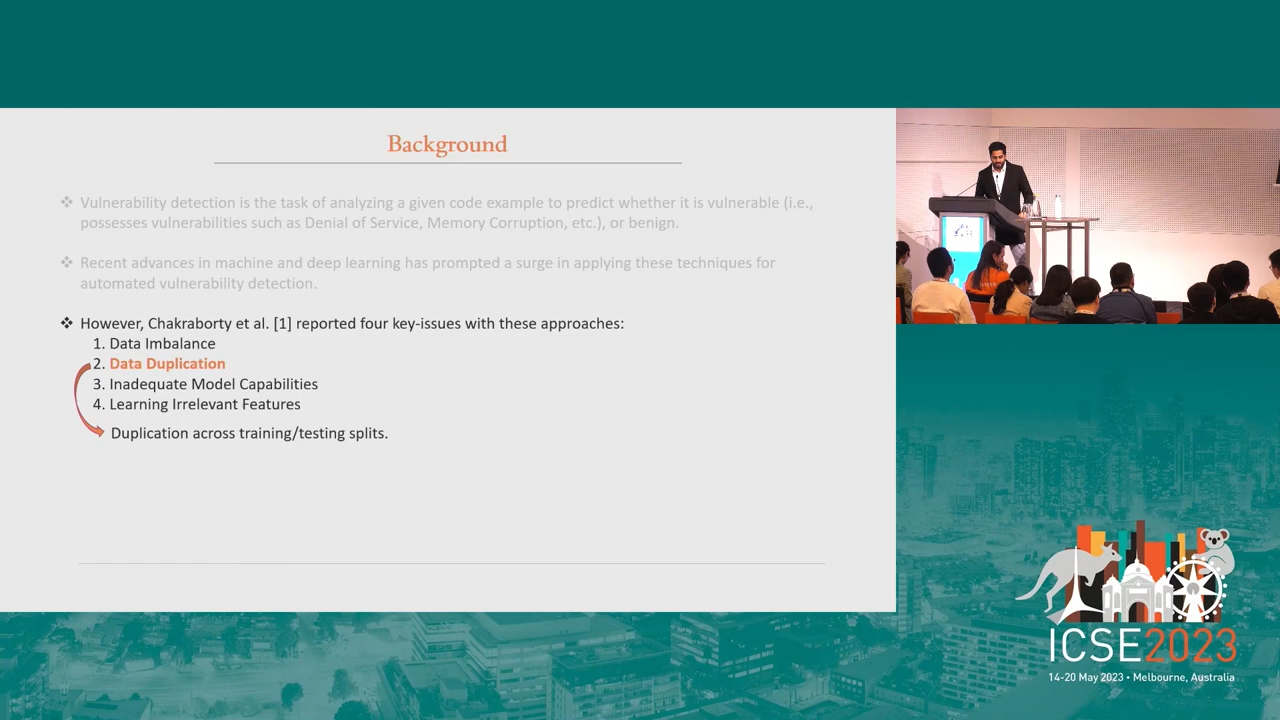 Background
❖ Vulnerability detection is the task of analyzing a given code example to predict whether it is vulnerable (i.e.,
possesses vulnerabilities such as Denial of Service, Memory Corruption, etc.), or benign.
❖ Recent advances in machine and deep learning has prompted a surge in applying these techniques for
automated vulnerability detection.
❖ However, Chakraborty et al. [1] reported four key-issues with these approaches:
1. Data Imbalance
2. Data Duplication
3. Inadequate Model Capabilities
4. Learning Irrelevant Features
Duplication across training/testing splits.
ICSE2023
14-20 May 2023 • Melbourne, Australia